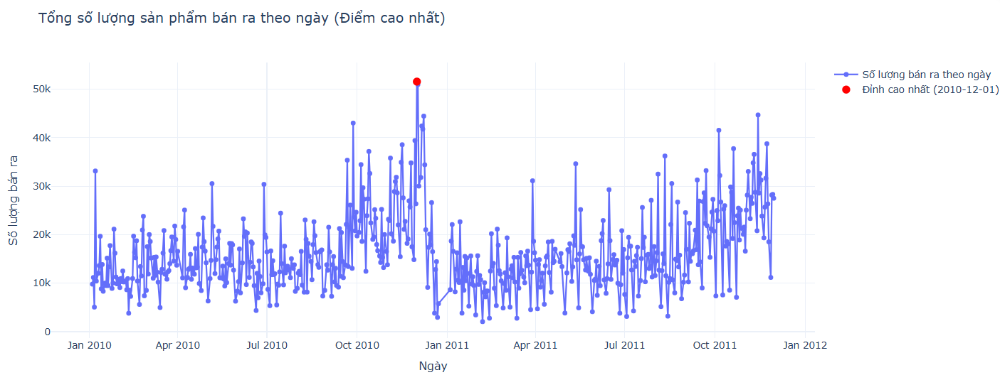 Tổng số lượng sản phẩm bán ra theo ngày (Điểm cao nhất)
Số lượng bán ra theo ngày
Đỉnh cao nhất (2010-12-01)
50k
40k
30k
20k
10k
0
Số lượng bán ra
Jan 2010
Apr 2010
Jul 2010
Oct 2010
Jan 2011
Apr 2011
Jul 2011
Oct 2011
Jan 2012
Ngày